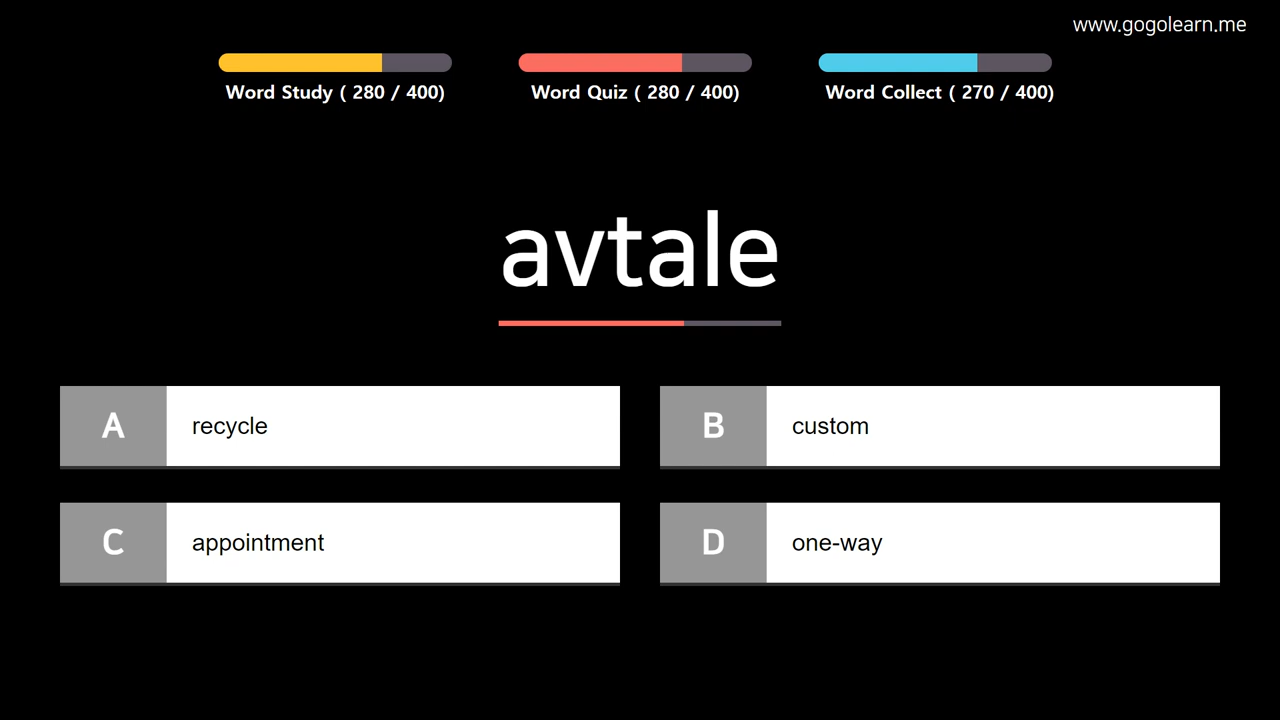 www.gogolearn.me
Word Study ( 280 / 400)
Word Quiz ( 280 / 400)
Word Collect ( 270 / 400)
avtale
A recycle
B custom
C appointment
D one-way